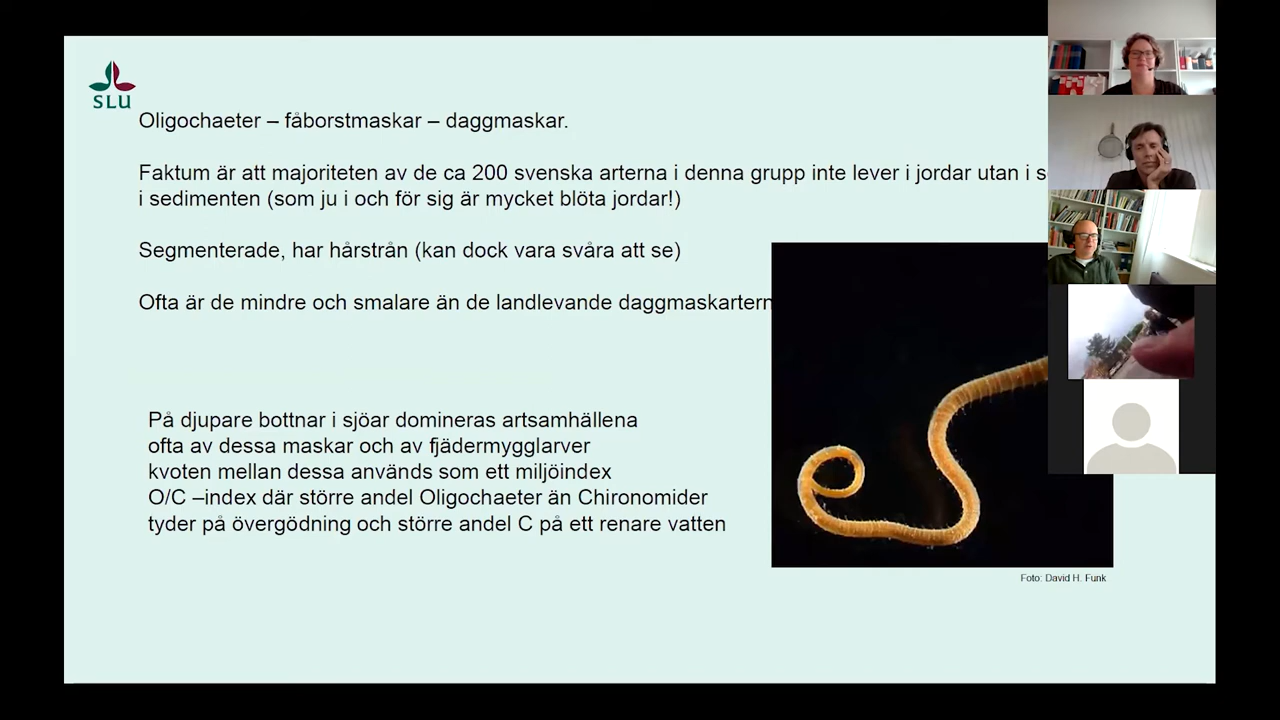 SLU
Oligochaeter – fåborstmaskar – daggmaskar.
Faktum är att majoriteten av de ca 200 svenska arterna i denna grupp inte lever i jordar utan i
i sedimenten (som ju i och för sig är mycket blöta jordar!)
Segmenterade, har hårstrån (kan dock vara svåra att se)
Ofta är de mindre och smalare än de landlevande
På djupare bottnar i sjöar domineras artsamhällena
ofta av dessa maskar och av fjädermygglarver
kvoten mellan dessa används som ett miljöindex
O/C –index där större andel Oligochaeter än Chironomider
tyder på övergödning och större andel C på ett renare vatten
Foto: David H. Funk